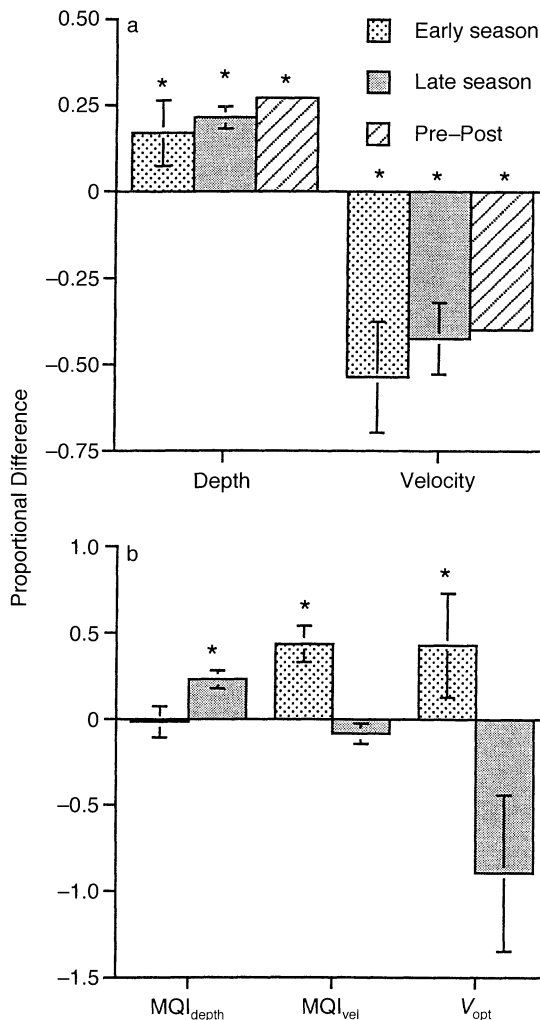 0.50
a
Early season
Late season
Pre–Post
* * *
* * *
0.25
0
–0.25
–0.50
–0.75
Depth Velocity
Proportional Difference
1.0
b
*
*
*
0.5
0
–0.5
–1.0
–1.5
MQIdepth MQIvel Vopt